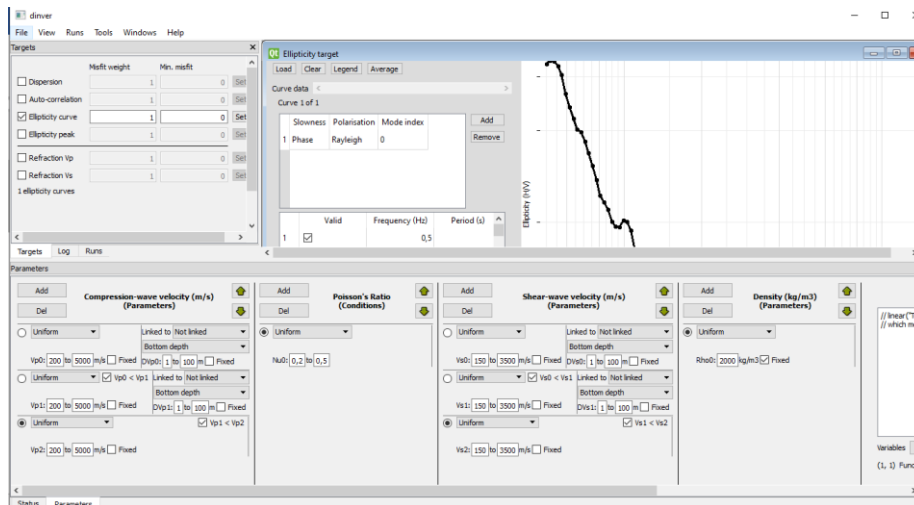 dinver
File View Runs Tools Windows Help
Targets
Misfit weight Min. misfit
Dispersion 1 0 Set
Auto-correlation 1 0 Set
Ellipticity curve 1 0 Set
Ellipticity peak 1 0 Set
Refraction Vp 1 0 Set
Refraction Vs 1 0 Set
1 ellipticity curves
Targets Log Runs
Qt Ellipticity target
Load Clear Legend Average
Curve data
Curve 1 of 1
Slowness Polarisation Mode index
1 Phase Rayleigh 0
Add
Remove
Valid Frequency (Hz) Period (s)
1 0,5
Ellipticity (H/V)
Parameters
Add
Del
Compression-wave velocity (m/s)
(Parameters)
Uniform Linked to Not linked
Bottom depth
Vp0: 200 to 5000 m/s Fixed DVp0: 1 to 100 m Fixed
Uniform Vp0 < Vp1 Linked to Not linked
Bottom depth
Vp1: 200 to 5000 m/s Fixed DVp1: 1 to 100 m Fixed
Uniform Vp1 < Vp2
Vp2: 200 to 5000 m/s Fixed
Add
Del
Poisson's Ratio
(Conditions)
Uniform
Nu0: 0,2 to 0,5
Add
Del
Shear-wave velocity (m/s)
(Parameters)
Uniform Linked to Not linked
Bottom depth
Vs0: 150 to 3500 m/s Fixed DVs0: 1 to 100 m Fixed
Uniform Vs0 < Vs1 Linked to Not linked
Bottom depth
Vs1: 150 to 3500 m/s Fixed DVs1: 1 to 100 m Fixed
Uniform Vs1 < Vs2
Vs2: 150 to 3500 m/s Fixed
Add
Del
Density (kg/m3)
(Parameters)
Uniform
Rho0: 2000 kg/m3 Fixed
// linear("T
// which m
Variables
(1, 1) Func
Status Parameters